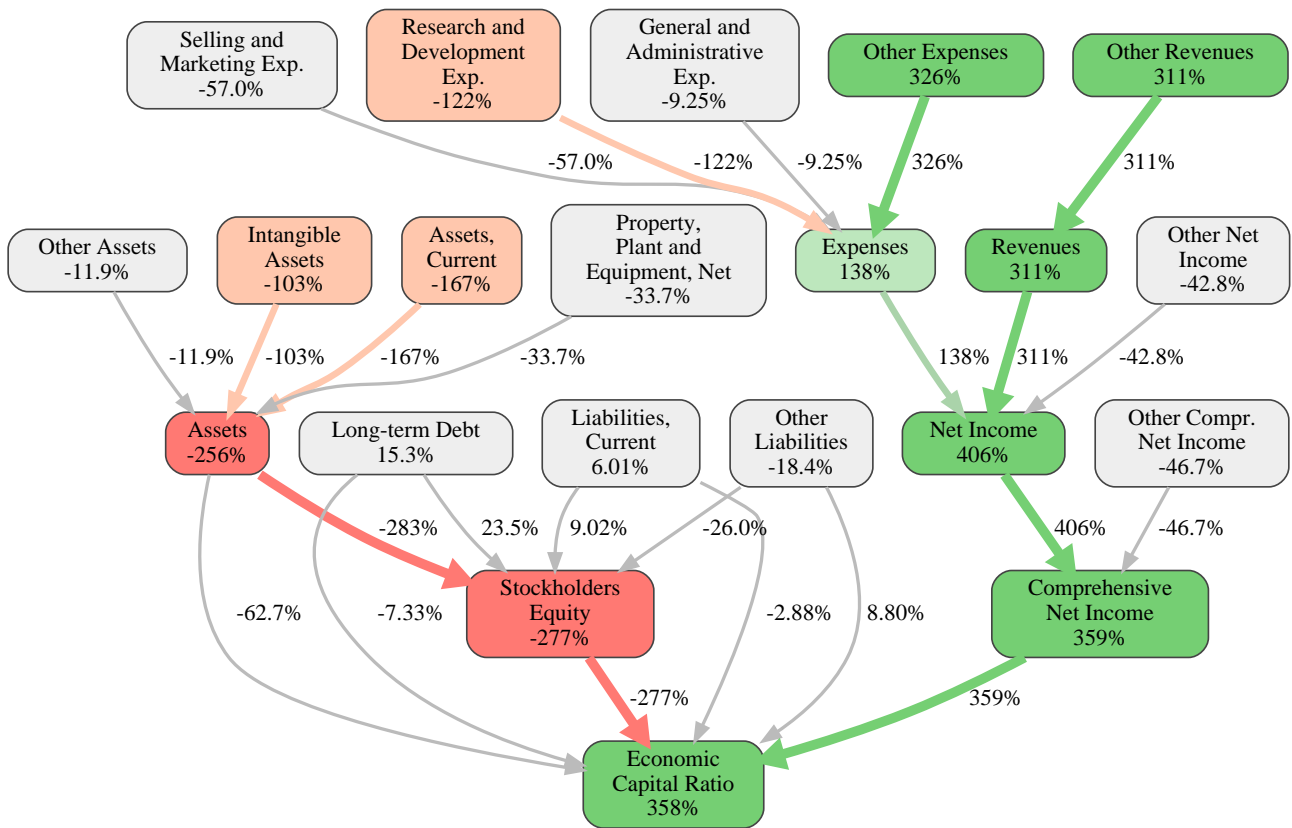 Selling and
Marketing Exp.
-57.0%
Research and
Development
Exp.
-122%
General and
Administrative
Exp.
-9.25%
Other Expenses
326%
Other Revenues
311%
-57.0%
-122%
-9.25%
326%
311%
Other Assets
-11.9%
Intangible
Assets
-103%
Assets,
Current
-167%
Property,
Plant and
Equipment, Net
-33.7%
Expenses
138%
Revenues
311%
Other Net
Income
-42.8%
-11.9%
-103%
-167%
-33.7%
138%
311%
-42.8%
Assets
-256%
Long-term Debt
15.3%
Liabilities,
Current
6.01%
Other
Liabilities
-18.4%
Net Income
406%
Other Compr.
Net Income
-46.7%
-283%
23.5%
9.02%
-26.0%
406%
-46.7%
Stockholders
Equity
-277%
Comprehensive
Net Income
359%
-62.7%
-7.33%
-2.88%
8.80%
-277%
359%
Economic
Capital Ratio
358%